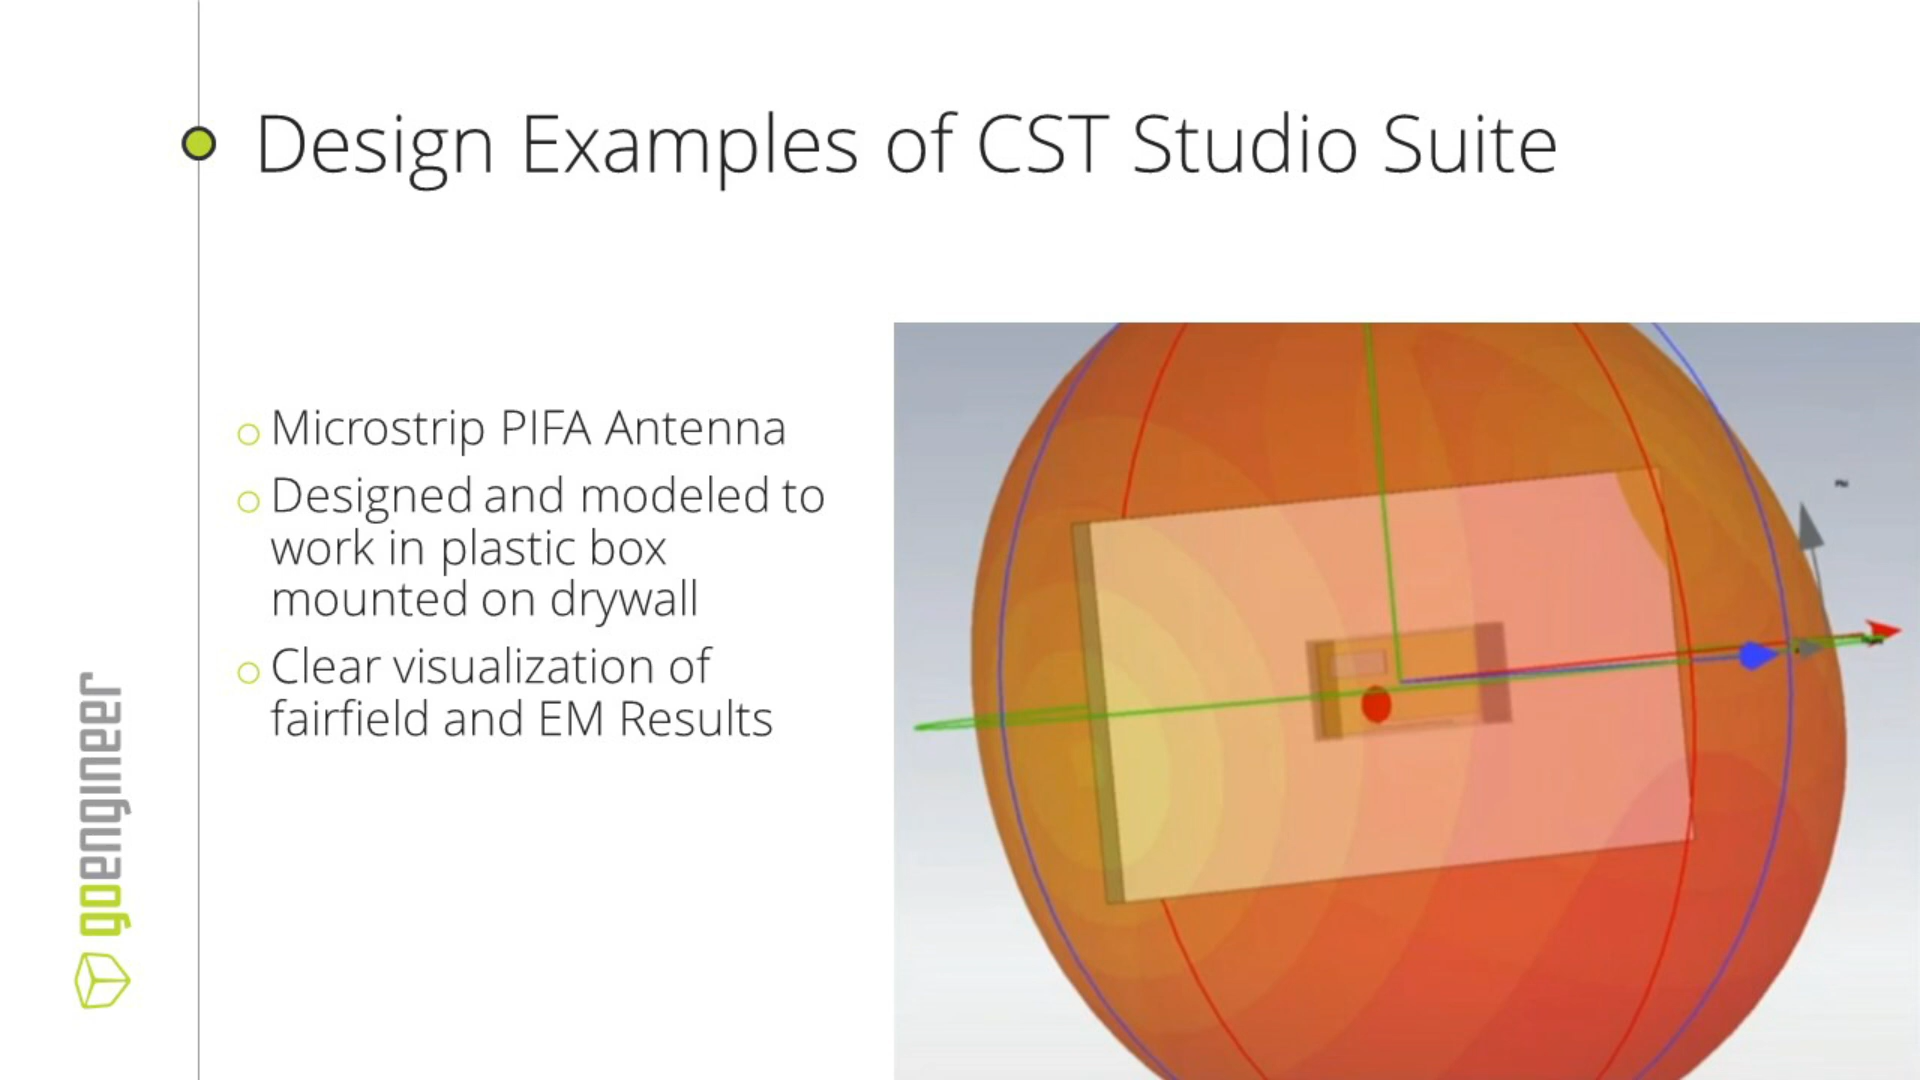 Design Examples of CST Studio Suite
Microstrip PIFA Antenna
Designed and modeled to
work in plastic box
mounted on drywall
Clear visualization of
fairfield and EM Results
goengineer